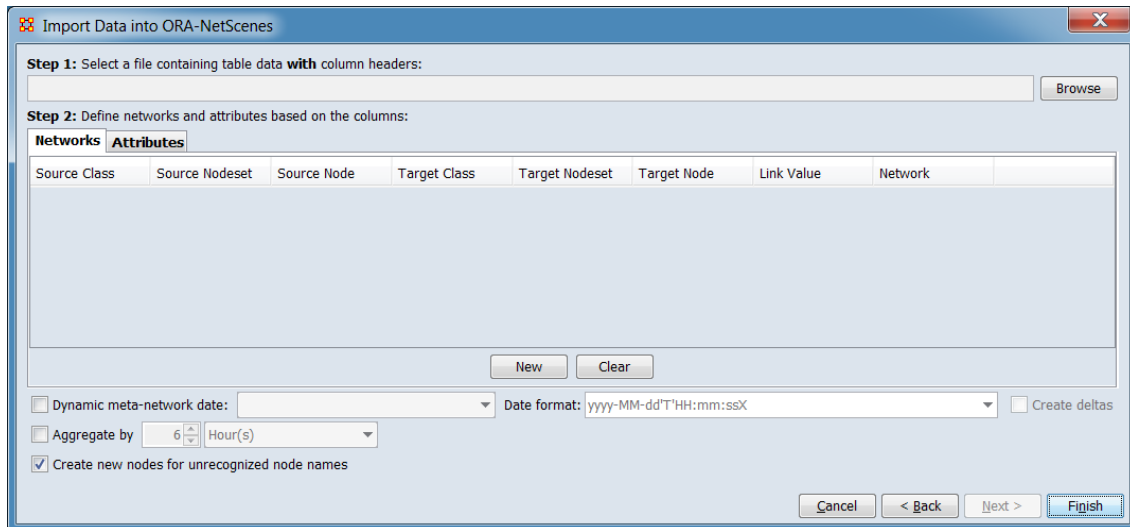 Import Data into ORA-NetScenes
Step 1: Select a file containing table data with column headers:
Browse
Step 2: Define networks and attributes based on the columns:
Networks Attributes
Source Class Source Nodeset Source Node Target Class Target Nodeset Target Node Link Value Network
New Clear
Dynamic meta-network date: Date format: yyyy-MM-dd'T'HH:mm:ssX Create deltas
Aggregate by 6 Hour(s)
Create new nodes for unrecognized node names
Cancel < Back Next > Finish